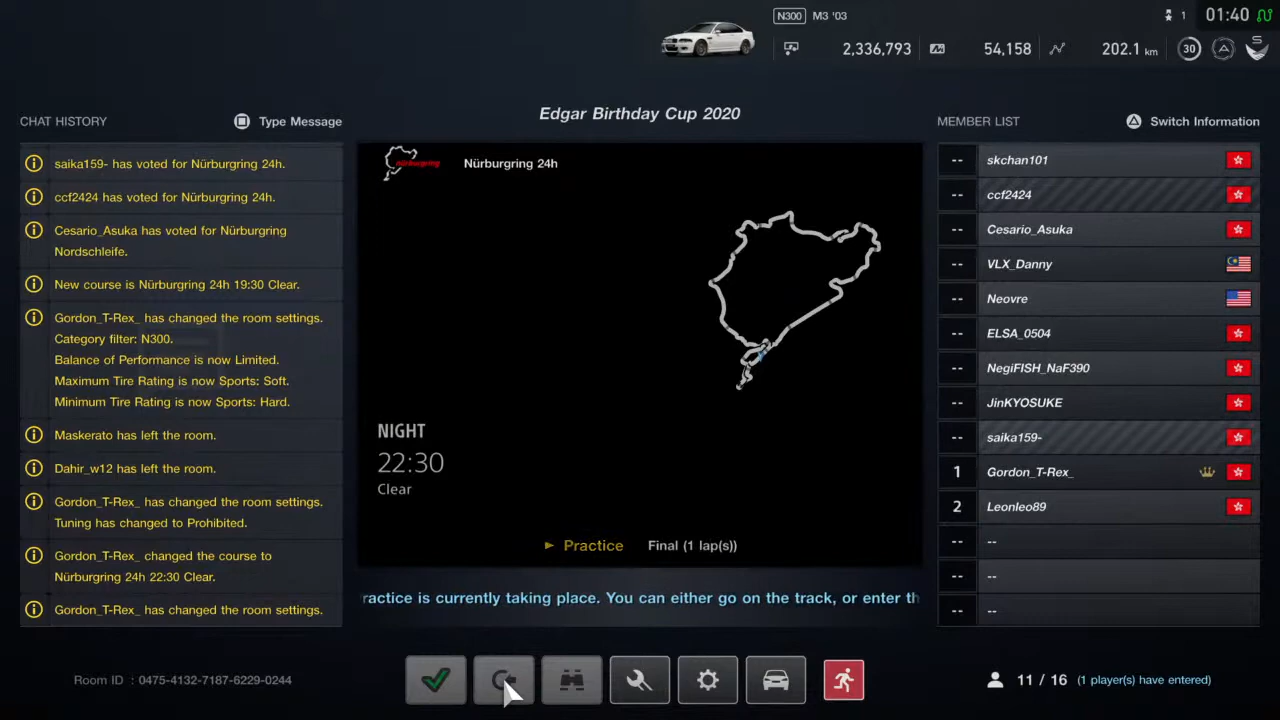 N300 M3 '03
1 01:40
2,336,793 54,158 202.1 km 30 A S
Edgar Birthday Cup 2020
CHAT HISTORY Type Message
saika159- has voted for Nürburgring 24h.
ccf2424 has voted for Nürburgring 24h.
Cesario_Asuka has voted for Nürburgring
Nordschleife.
New course is Nürburgring 24h 19:30 Clear.
Gordon_T-Rex_ has changed the room settings.
Category filter: N300.
Balance of Performance is now Limited.
Maximum Tire Rating is now Sports: Soft.
Minimum Tire Rating is now Sports: Hard.
Maskerato has left the room.
Dahir_w12 has left the room.
Gordon_T-Rex_ has changed the room settings.
Tuning has changed to Prohibited.
Gordon_T-Rex_ changed the course to
Nürburgring 24h 22:30 Clear.
Gordon_T-Rex_ has changed the room settings.
nürburgring Nürburgring 24h
NIGHT
22:30
Clear
Practice Final (1 lap(s))
ractice is currently taking place. You can either go on the track, or enter th
MEMBER LIST Switch Information
-- skchan101
-- ccf2424
-- Cesario_Asuka
-- VLX_Danny
-- Neovre
-- ELSA_0504
-- NegiFISH_NaF390
-- JinKYOSUKE
-- saika159-
1 Gordon_T-Rex_
2 Leonleo89
-- --
-- --
-- --
Room ID : 0475-4132-7187-6229-0244
11 / 16 (1 player(s) have entered)